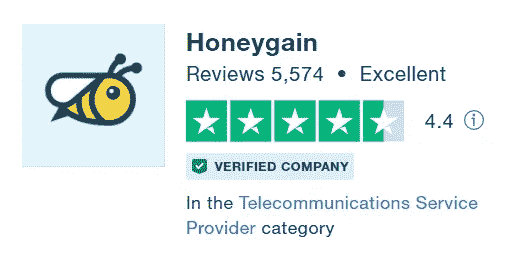 Honeygain
Reviews 5,574 • Excellent
4.4
VERIFIED COMPANY
In the Telecommunications Service
Provider category